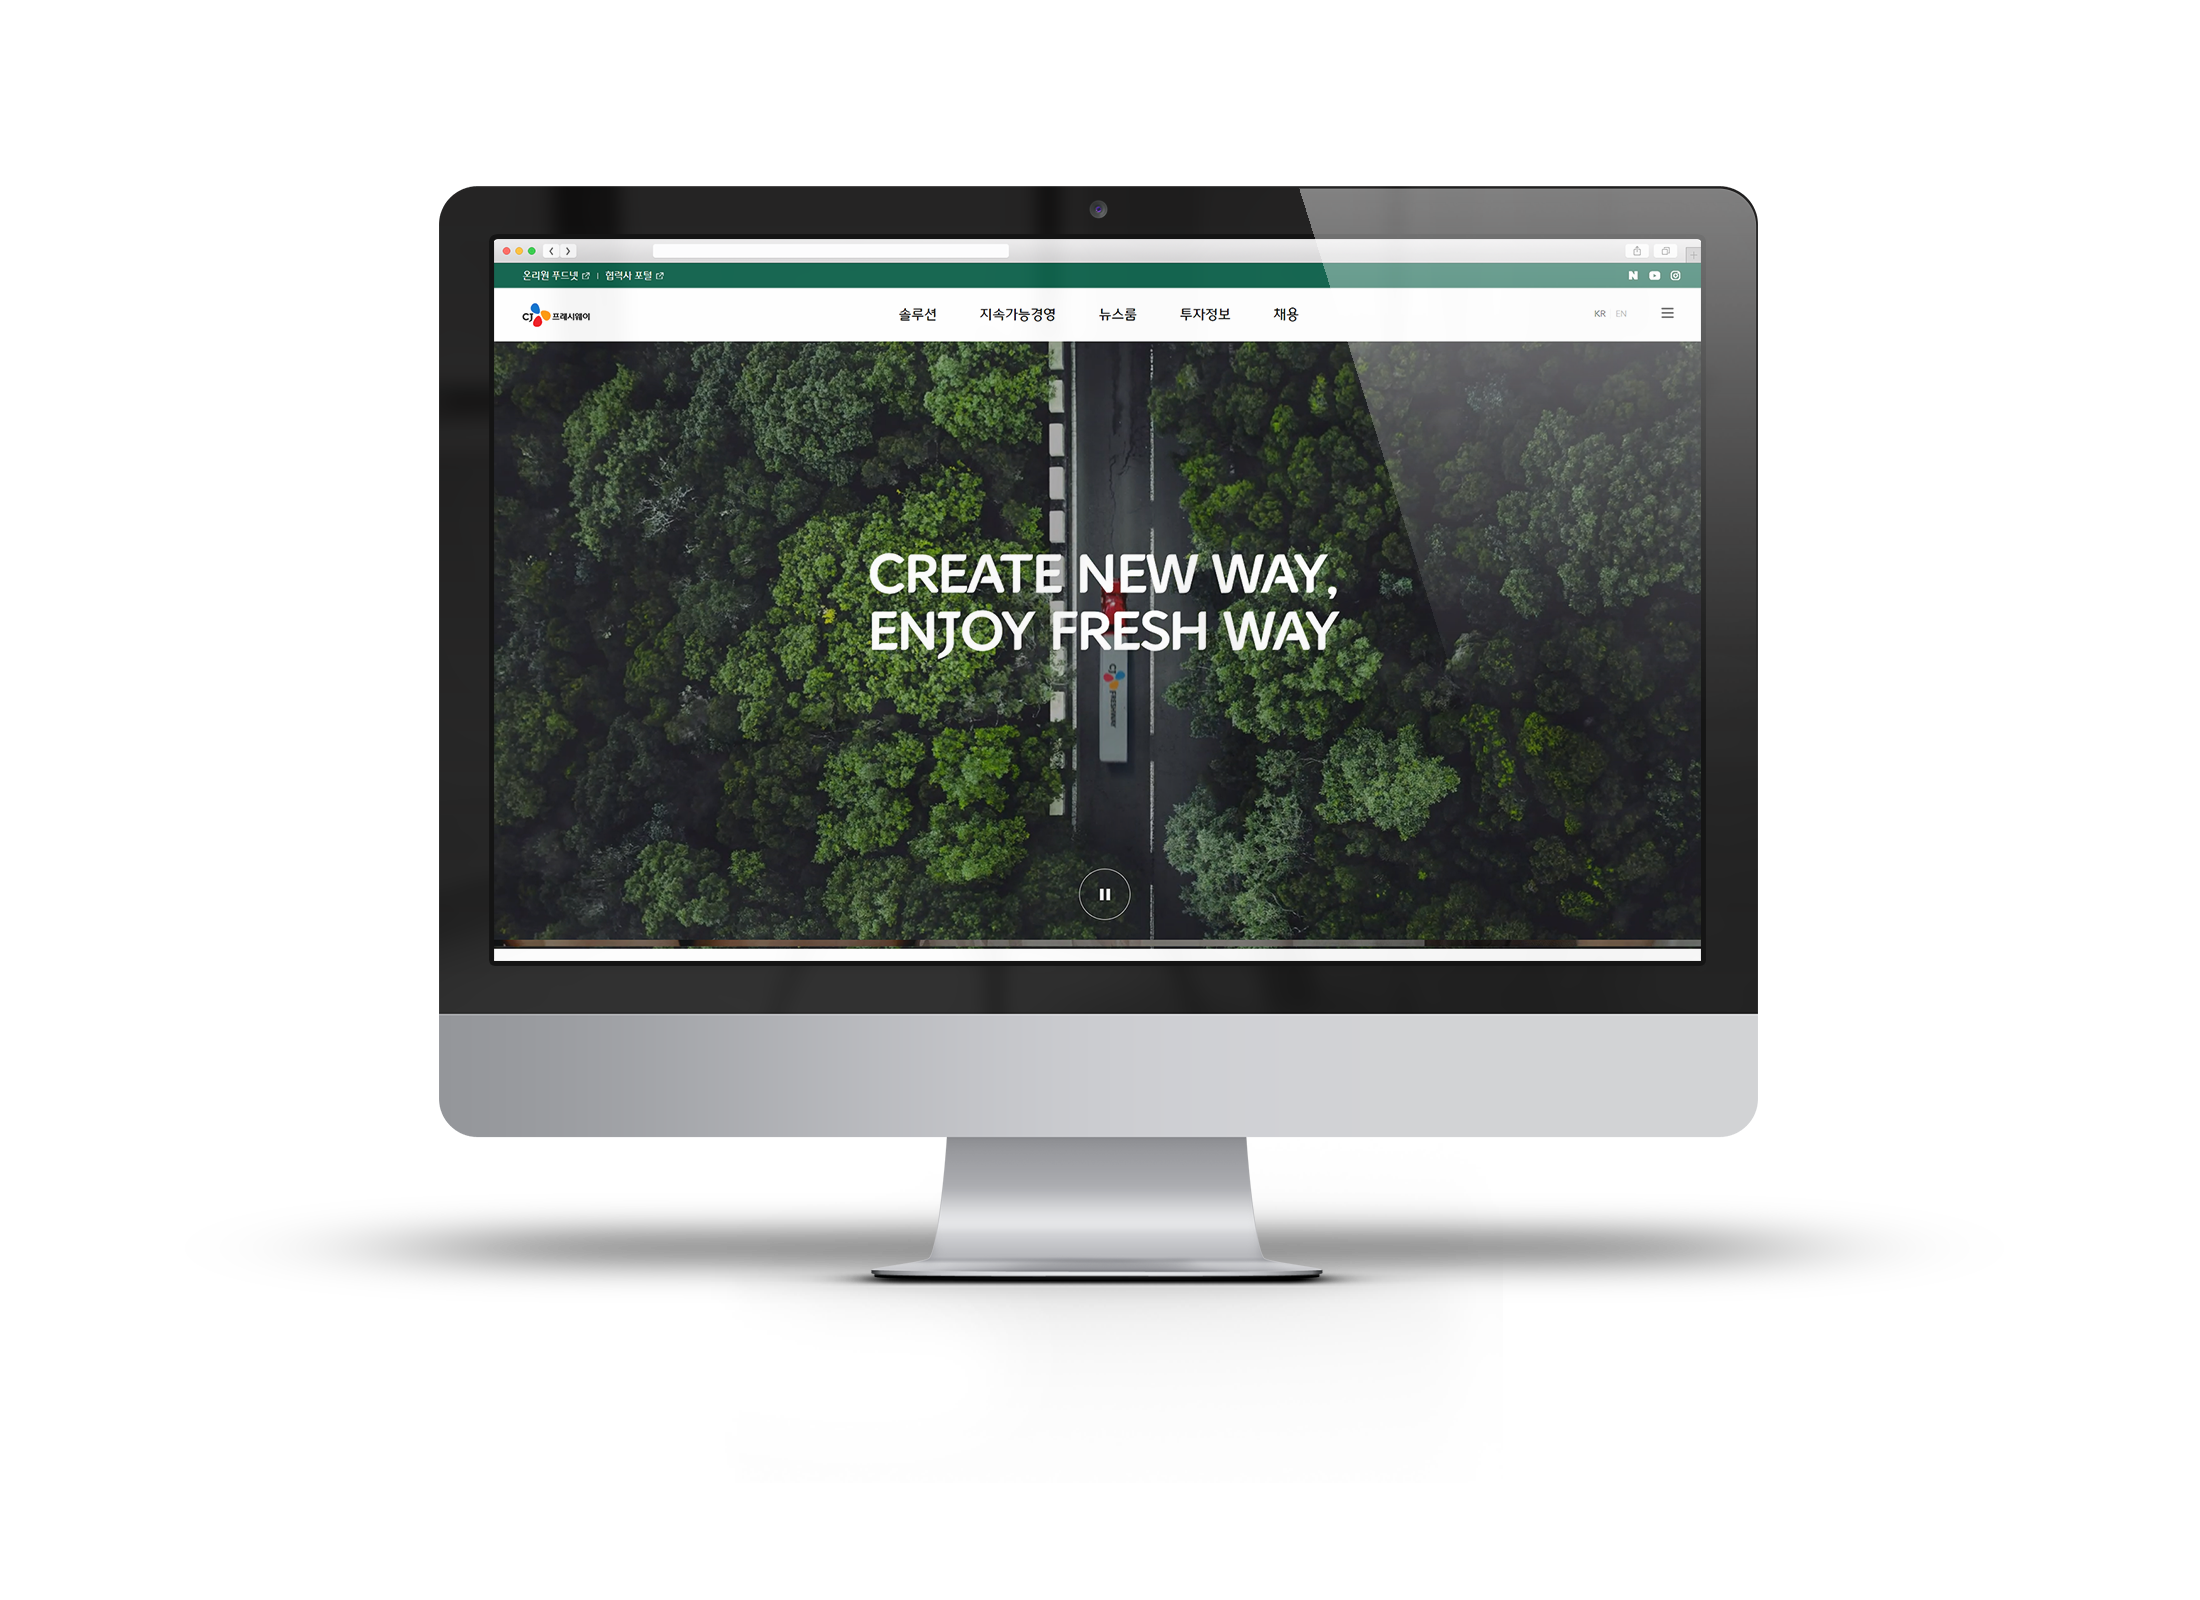 온리원 푸드넷 | 협력사 포털
N
CJ 프레시웨이
솔루션 지속가능경영 뉴스룸 투자정보 채용
KR EN
CREATE NEW WAY,
ENJOY FRESH WAY
CJ FRESHWAY